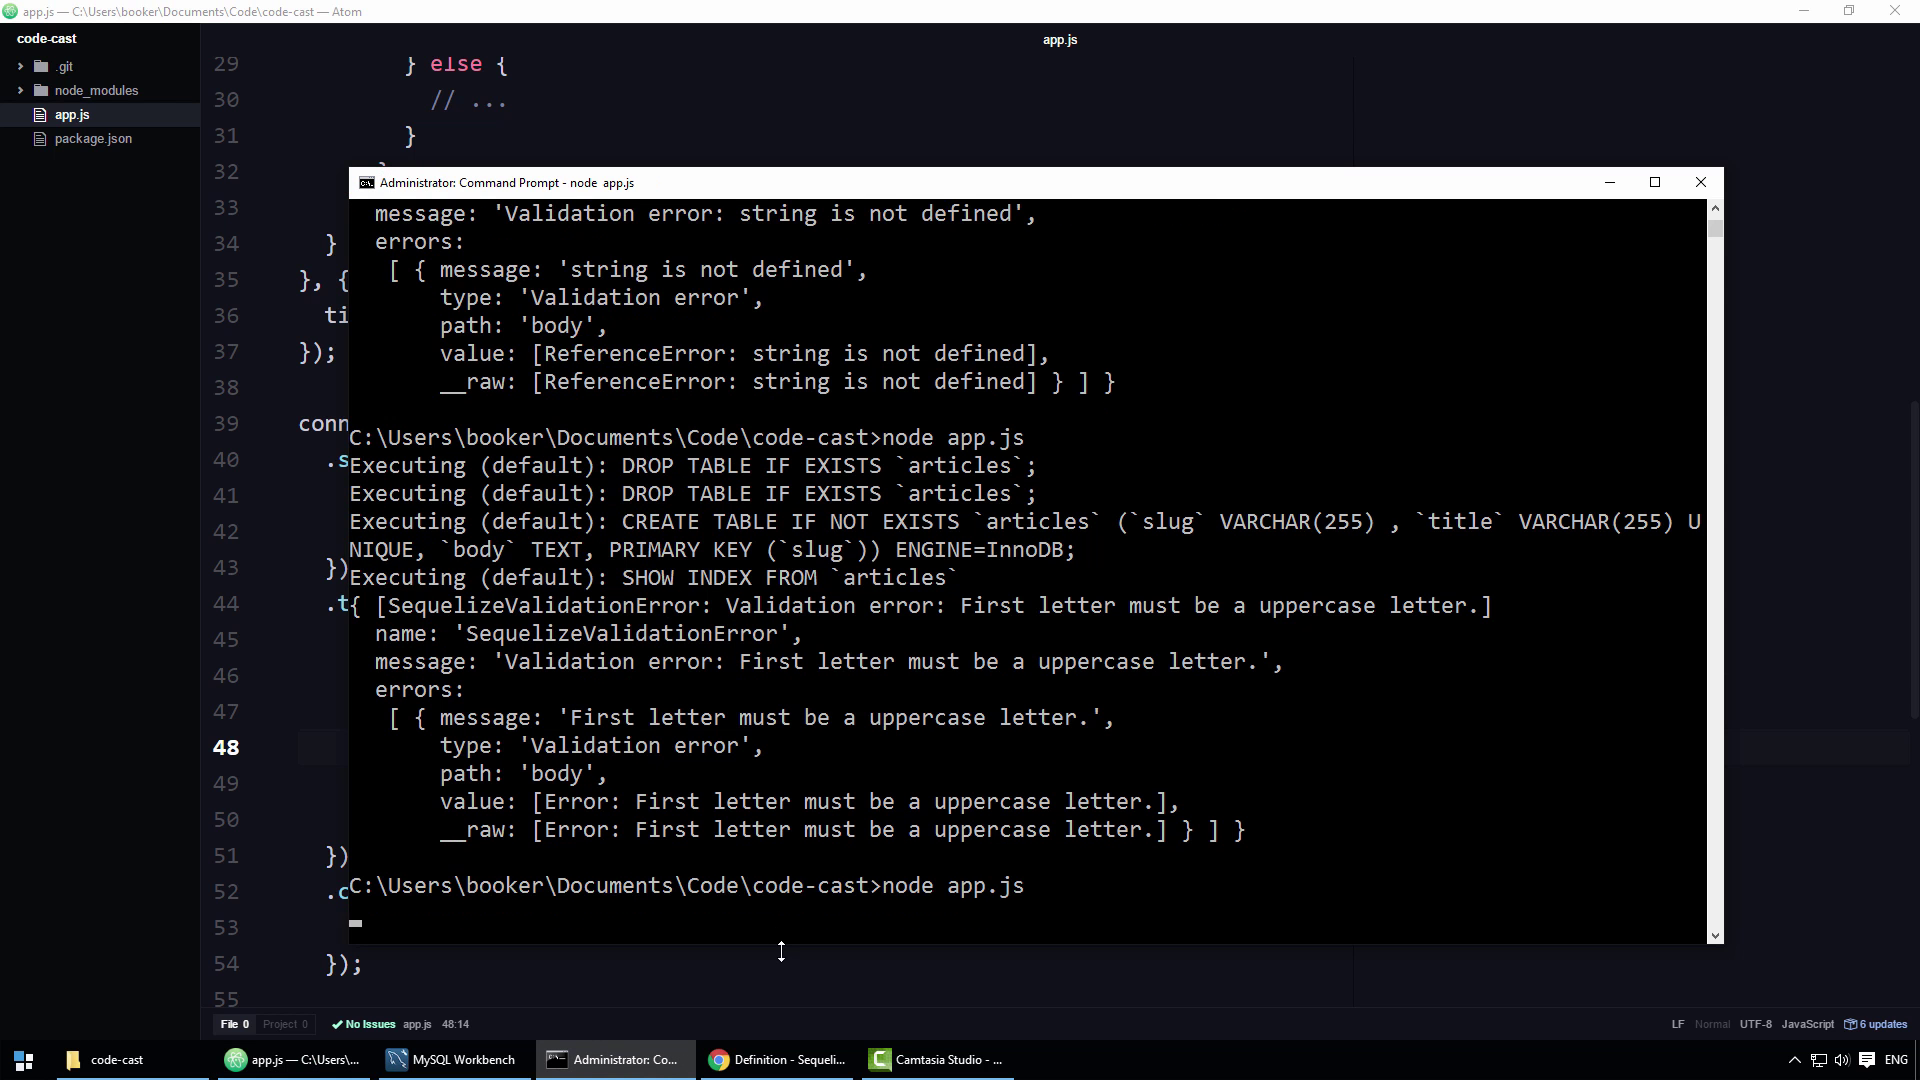 app.js — C:\Users\booker\Documents\Code\code-cast — Atom
code-cast
app.js
.git
node_modules
app.js
package.json
29 } else {
30 // ...
31 }
32
33
34 }
35 }, {
36 ti
37 });
38
39 conn
40 .s
41
42
43 })
44 .t
45
46
47
48
49
50
51 })
52 .c
53
54 });
55
Administrator: Command Prompt - node app.js
message: 'Validation error: string is not defined',
errors:
[ { message: 'string is not defined',
type: 'Validation error',
path: 'body',
value: [ReferenceError: string is not defined],
__raw: [ReferenceError: string is not defined] } ] }
C:\Users\booker\Documents\Code\code-cast>node app.js
Executing (default): DROP TABLE IF EXISTS `articles`;
Executing (default): DROP TABLE IF EXISTS `articles`;
Executing (default): CREATE TABLE IF NOT EXISTS `articles` (`slug` VARCHAR(255) , `title` VARCHAR(255) U
NIQUE, `body` TEXT, PRIMARY KEY (`slug`)) ENGINE=InnoDB;
Executing (default): SHOW INDEX FROM `articles`
{ [SequelizeValidationError: Validation error: First letter must be a uppercase letter.]
name: 'SequelizeValidationError',
message: 'Validation error: First letter must be a uppercase letter.',
errors:
[ { message: 'First letter must be a uppercase letter.',
type: 'Validation error',
path: 'body',
value: [Error: First letter must be a uppercase letter.],
__raw: [Error: First letter must be a uppercase letter.] } ] }
C:\Users\booker\Documents\Code\code-cast>node app.js
File 0 Project 0 No Issues app.js 48:14
LF Normal UTF-8 JavaScript 6 updates
code-cast
app.js — C:\Users\...
MySQL Workbench
Administrator: Co...
Definition - Sequeli...
Camtasia Studio - ...
ENG